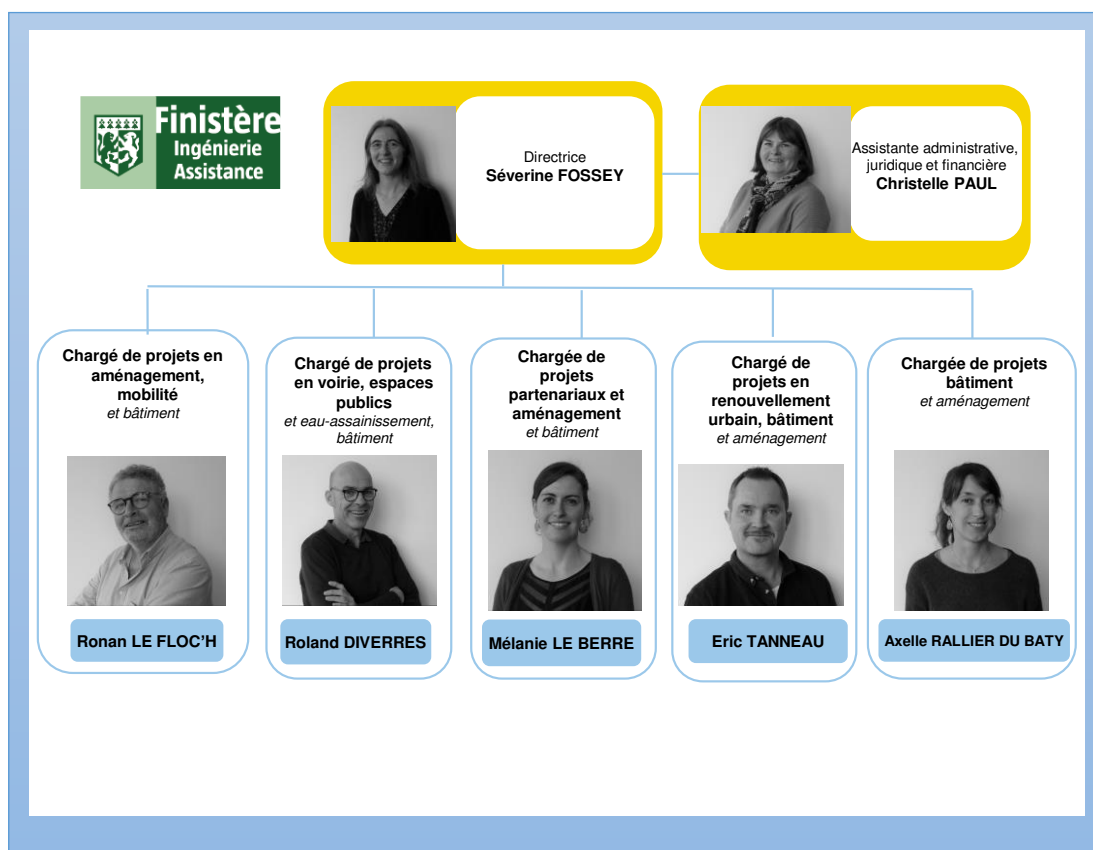 Finistère
Ingénierie
Assistance
Directrice
Séverine FOSSEY
Assistante administrative,
juridique et financière
Christelle PAUL
Chargé de projets en
aménagement,
mobilité
et bâtiment
Ronan LE FLOC'H
Chargé de projets
en voirie, espaces
publics
et eau-assainissement,
bâtiment
Roland DIVERRES
Chargée de
projets
partenariaux et
aménagement
et bâtiment
Mélanie LE BERRE
Chargé de
projets en
renouvellement
urbain, bâtiment
et aménagement
Eric TANNEAU
Chargée de projets
bâtiment
et aménagement
Axelle RALLIER DU BATY